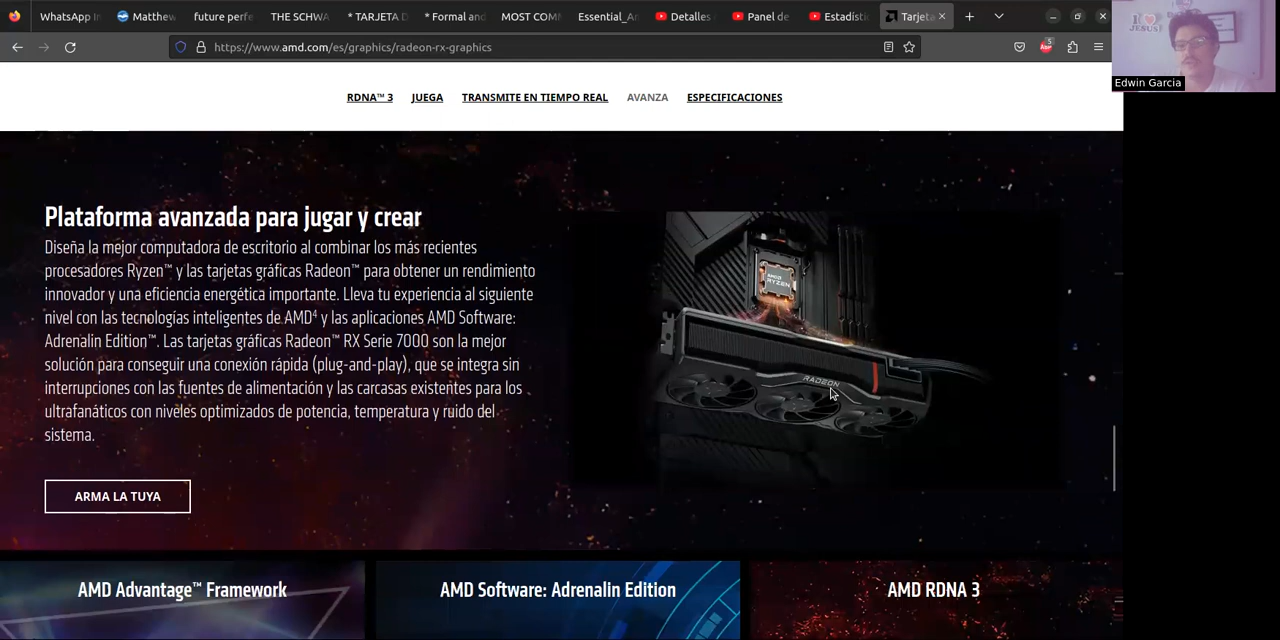 WhatsApp
Matthew
future perfe
THE SCHWA
* TARJETA D
* Formal and
MOST COM
Essential_Ar
Detalles
Panel de
Estadísti
Tarjeta
https://www.amd.com/es/graphics/radeon-rx-graphics
5
ABP
I
JESUS!
Edwin Garcia
RDNA™ 3
JUEGA
TRANSMITE EN TIEMPO REAL
AVANZA
ESPECIFICACIONES
Plataforma avanzada para jugar y crear
Diseña la mejor computadora de escritorio al combinar los más recientes
procesadores Ryzen™ y las tarjetas gráficas Radeon™ para obtener un rendimiento
innovador y una eficiencia energética importante. Lleva tu experiencia al siguiente
nivel con las tecnologías inteligentes de AMD⁴ y las aplicaciones AMD Software:
Adrenalin Edition™. Las tarjetas gráficas Radeon™ RX Serie 7000 son la mejor
solución para conseguir una conexión rápida (plug-and-play), que se integra sin
interrupciones con las fuentes de alimentación y las carcasas existentes para los
ultrafanáticos con niveles optimizados de potencia, temperatura y ruido del
sistema.
AMD
RYZEN
RADEON
ARMA LA TUYA
AMD Advantage™ Framework
AMD Software: Adrenalin Edition
AMD RDNA 3